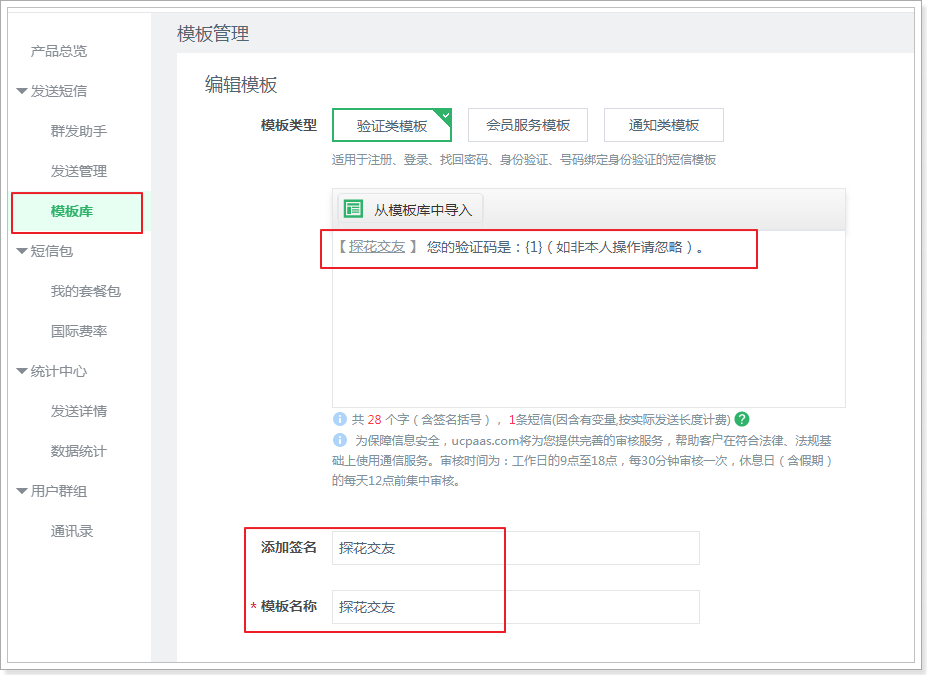 模板管理
产品总览
发送短信
群发助手
发送管理
模板库
短信包
我的套餐包
国际费率
统计中心
发送详情
数据统计
用户群组
通讯录
编辑模板
模板类型 验证类模板 会员服务模板 通知类模板
适用于注册、登录、找回密码、身份验证、号码绑定身份验证的短信模板
从模板库中导入
【探花交友 】 您的验证码是：{1}（如非本人操作请忽略）。
共 28 个字（含签名括号），1条短信(因含有变量,按实际发送长度计费)
为保障信息安全，ucpaas.com将为您提供完善的审核服务，帮助客户在符合法律、法规基
础上使用通信服务。审核时间为：工作日的9点至18点，每30分钟审核一次，休息日（含假期）
的每天12点前集中审核。
添加签名 探花交友
* 模板名称 探花交友